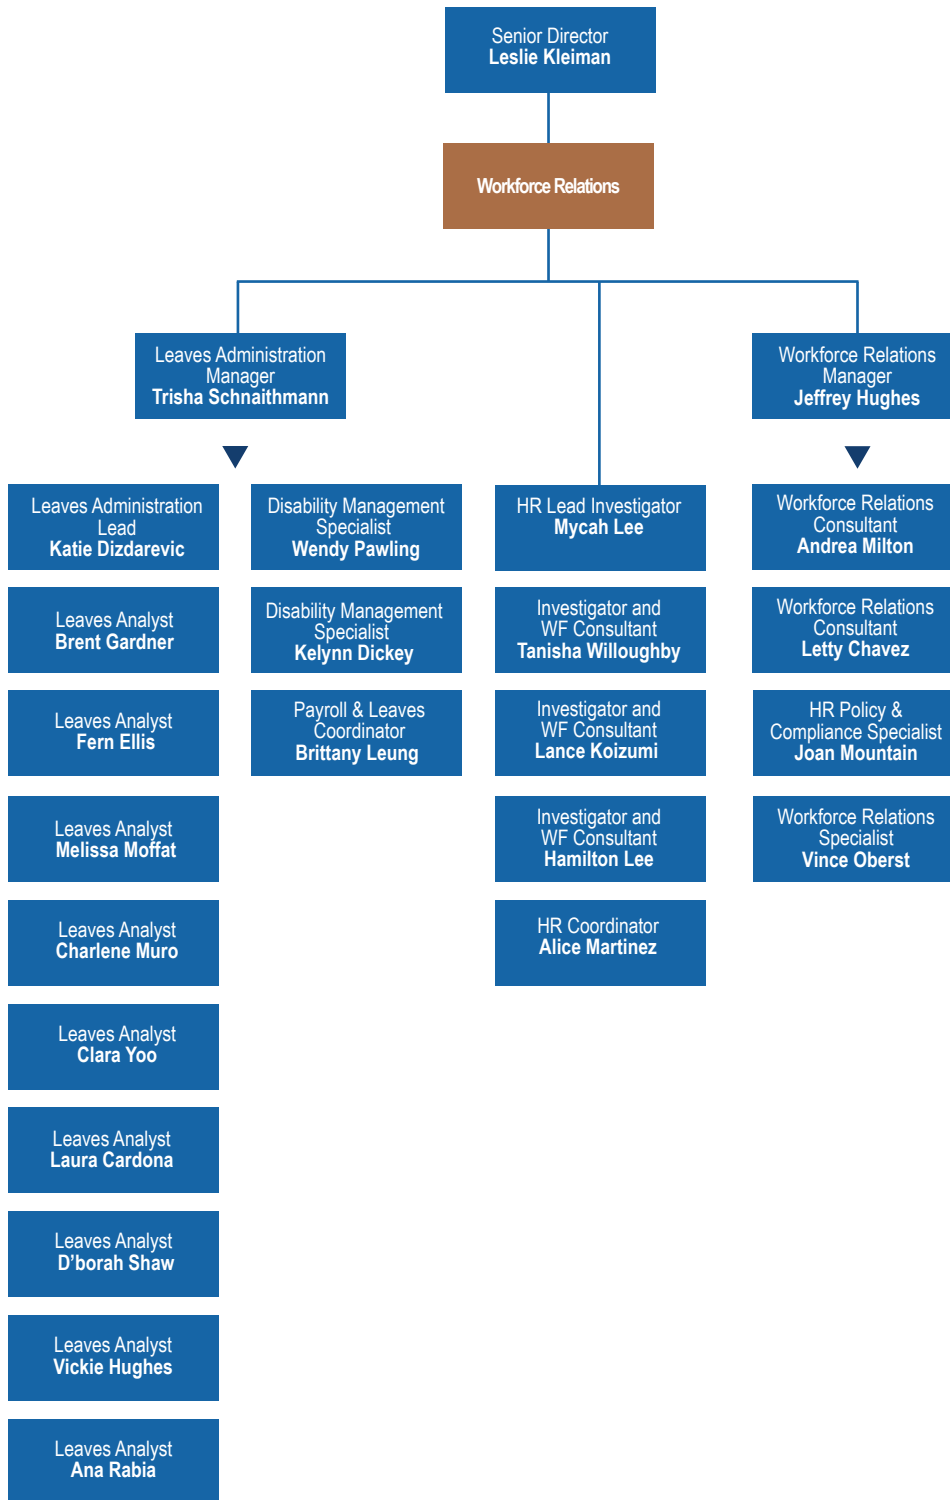 Senior Director
Leslie Kleiman
Workforce Relations
Leaves Administration
Manager
Trisha Schnaithmann
Workforce Relations
Manager
Jeffrey Hughes
Leaves Administration
Lead
Katie Dizdarevic
Leaves Analyst
Brent Gardner
Leaves Analyst
Fern Ellis
Leaves Analyst
Melissa Moffat
Leaves Analyst
Charlene Muro
Leaves Analyst
Clara Yoo
Leaves Analyst
Laura Cardona
Leaves Analyst
D’borah Shaw
Leaves Analyst
Vickie Hughes
Leaves Analyst
Ana Rabia
Disability Management
Specialist
Wendy Pawling
Disability Management
Specialist
Kelynn Dickey
Payroll & Leaves
Coordinator
Brittany Leung
HR Lead Investigator
Mycah Lee
Investigator and
WF Consultant
Tanisha Willoughby
Investigator and
WF Consultant
Lance Koizumi
Investigator and
WF Consultant
Hamilton Lee
HR Coordinator
Alice Martinez
Workforce Relations
Consultant
Andrea Milton
Workforce Relations
Consultant
Letty Chavez
HR Policy &
Compliance Specialist
Joan Mountain
Workforce Relations
Specialist
Vince Oberst